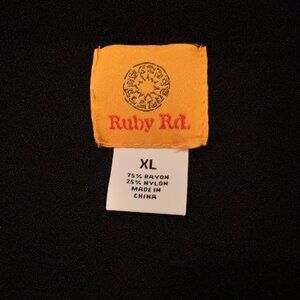 Ruby Rd.
XL
75% RAYON
25% NYLON
MADE IN
CHINA